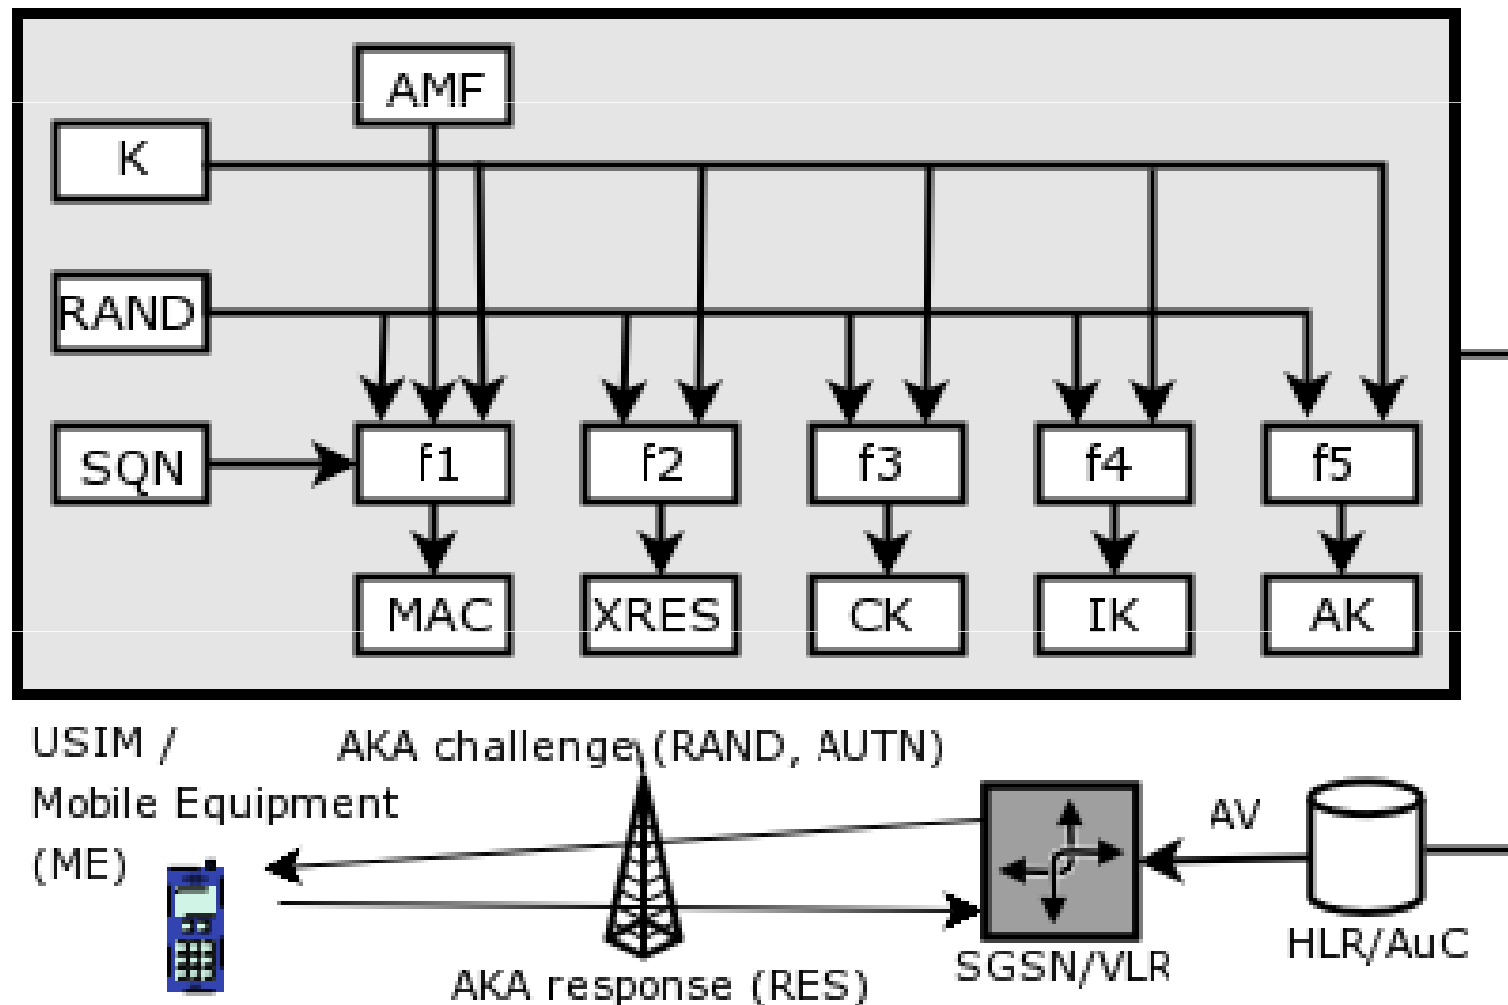 AMF
K
RAND
SQN
f1
f2
f3
f4
f5
MAC
XRES
CK
IK
AK
USIM /
Mobile Equipment
(ME)
AKA challenge (RAND, AUTN)
AV
AKA response (RES)
SGSN/VLR
HLR/AuC